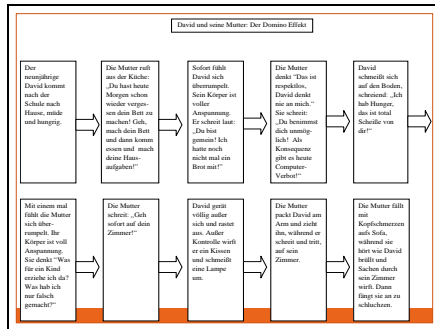 David und seine Mutter: Der Domino Effekt
Der
neunjährige
David kommt
nach der
Schule nach
Hause, müde
und hungrig.
Die Mutter ruft
aus der Küche:
„Du hast heute
Morgen schon
wieder verges-
sen dein Bett zu
machen! Geh,
mach dein Bett
und dann komm
essen und mach
deine Haus-
aufgaben!“
Sofort fühlt
David sich
überrumpelt.
Sein Körper ist
voller
Anspannung.
Er schreit laut:
„Du bist
gemein! Ich
hatte noch
nicht mal ein
Brot mit!“
Die Mutter
denkt "Das ist
respektlos,
David denkt
nie an mich."
Sie schreit:
„Du benimmst
dich unmög-
lich! Als
Konsequenz
gibt es heute
Computer-
Verbot!“
David
schmeißt sich
auf den Boden,
schreiend: „Ich
hab Hunger,
das ist total
Scheiße von
dir!“
Mit einem mal
fühlt die Mutter
sich über-
rumpelt. Ihr
Körper ist voll
Anspannung.
Sie denkt "Was
für ein Kind
erziehe ich da?
Was hab ich
nur falsch
gemacht?"
Die Mutter
schreit: „Geh
sofort auf dein
Zimmer!“
David gerät
völlig außer
sich und rastet
aus. Außer
Kontrolle wirft
er ein Kissen
und schmeißt
eine Lampe
um.
Die Mutter
packt David am
Arm und zieht
ihn, während er
schreit und tritt,
auf sein
Zimmer.
Die Mutter fällt
mit
Kopfschmerzen
aufs Sofa,
während sie
hört wie David
brüllt und
Sachen durch
sein Zimmer
wirft. Dann
fängt sie an zu
schluchzen.